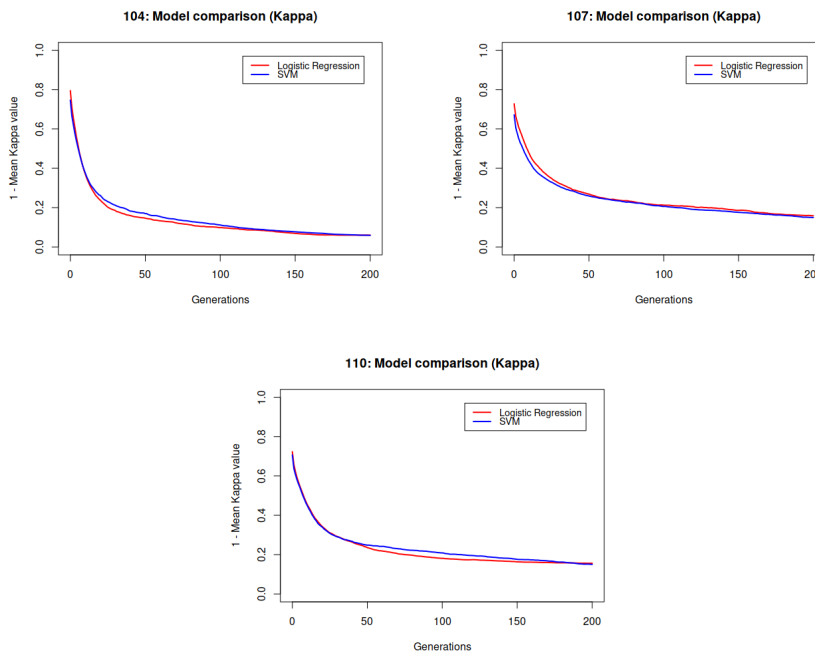 104: Model comparison (Kappa)
1 - Mean Kappa value
0.0 0.2 0.4 0.6 0.8 1.0
Logistic Regression
SVM
0 50 100 150 200
Generations
107: Model comparison (Kappa)
1 - Mean Kappa value
0.0 0.2 0.4 0.6 0.8 1.0
Logistic Regression
SVM
0 50 100 150 200
Generations
110: Model comparison (Kappa)
1 - Mean Kappa value
0.0 0.2 0.4 0.6 0.8 1.0
Logistic Regression
SVM
0 50 100 150 200
Generations